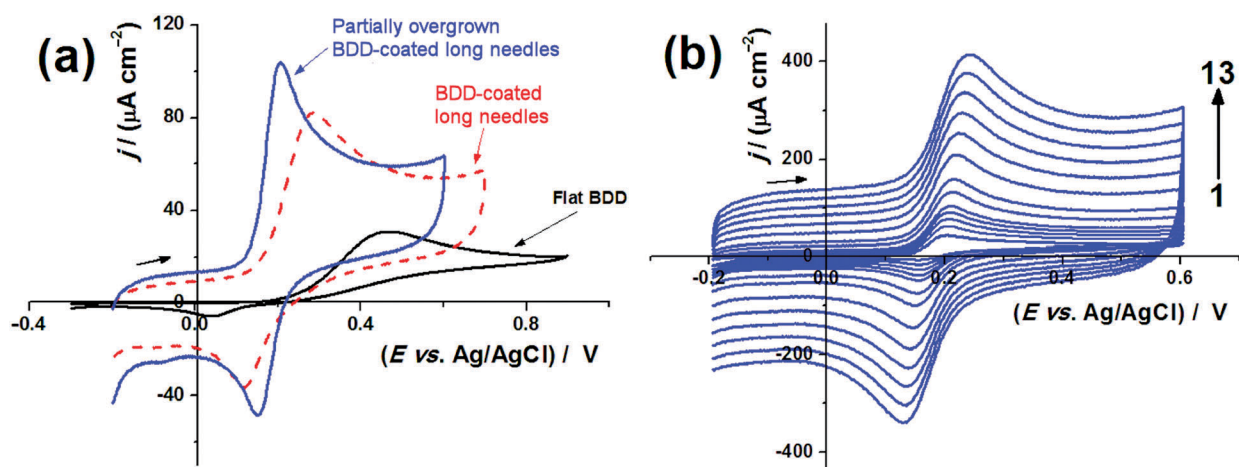 (a)
120
80
40
0
-40
-0.4
0.0
0.4
0.8
j / (μA cm⁻²)
(E vs. Ag/AgCl) / V
Partially overgrown
BDD-coated long needles
BDD-coated
long needles
Flat BDD
(b)
400
200
0
-200
-400
-0.2
0.0
0.2
0.4
0.6
j / (μA cm⁻²)
(E vs. Ag/AgCl) / V
13
1